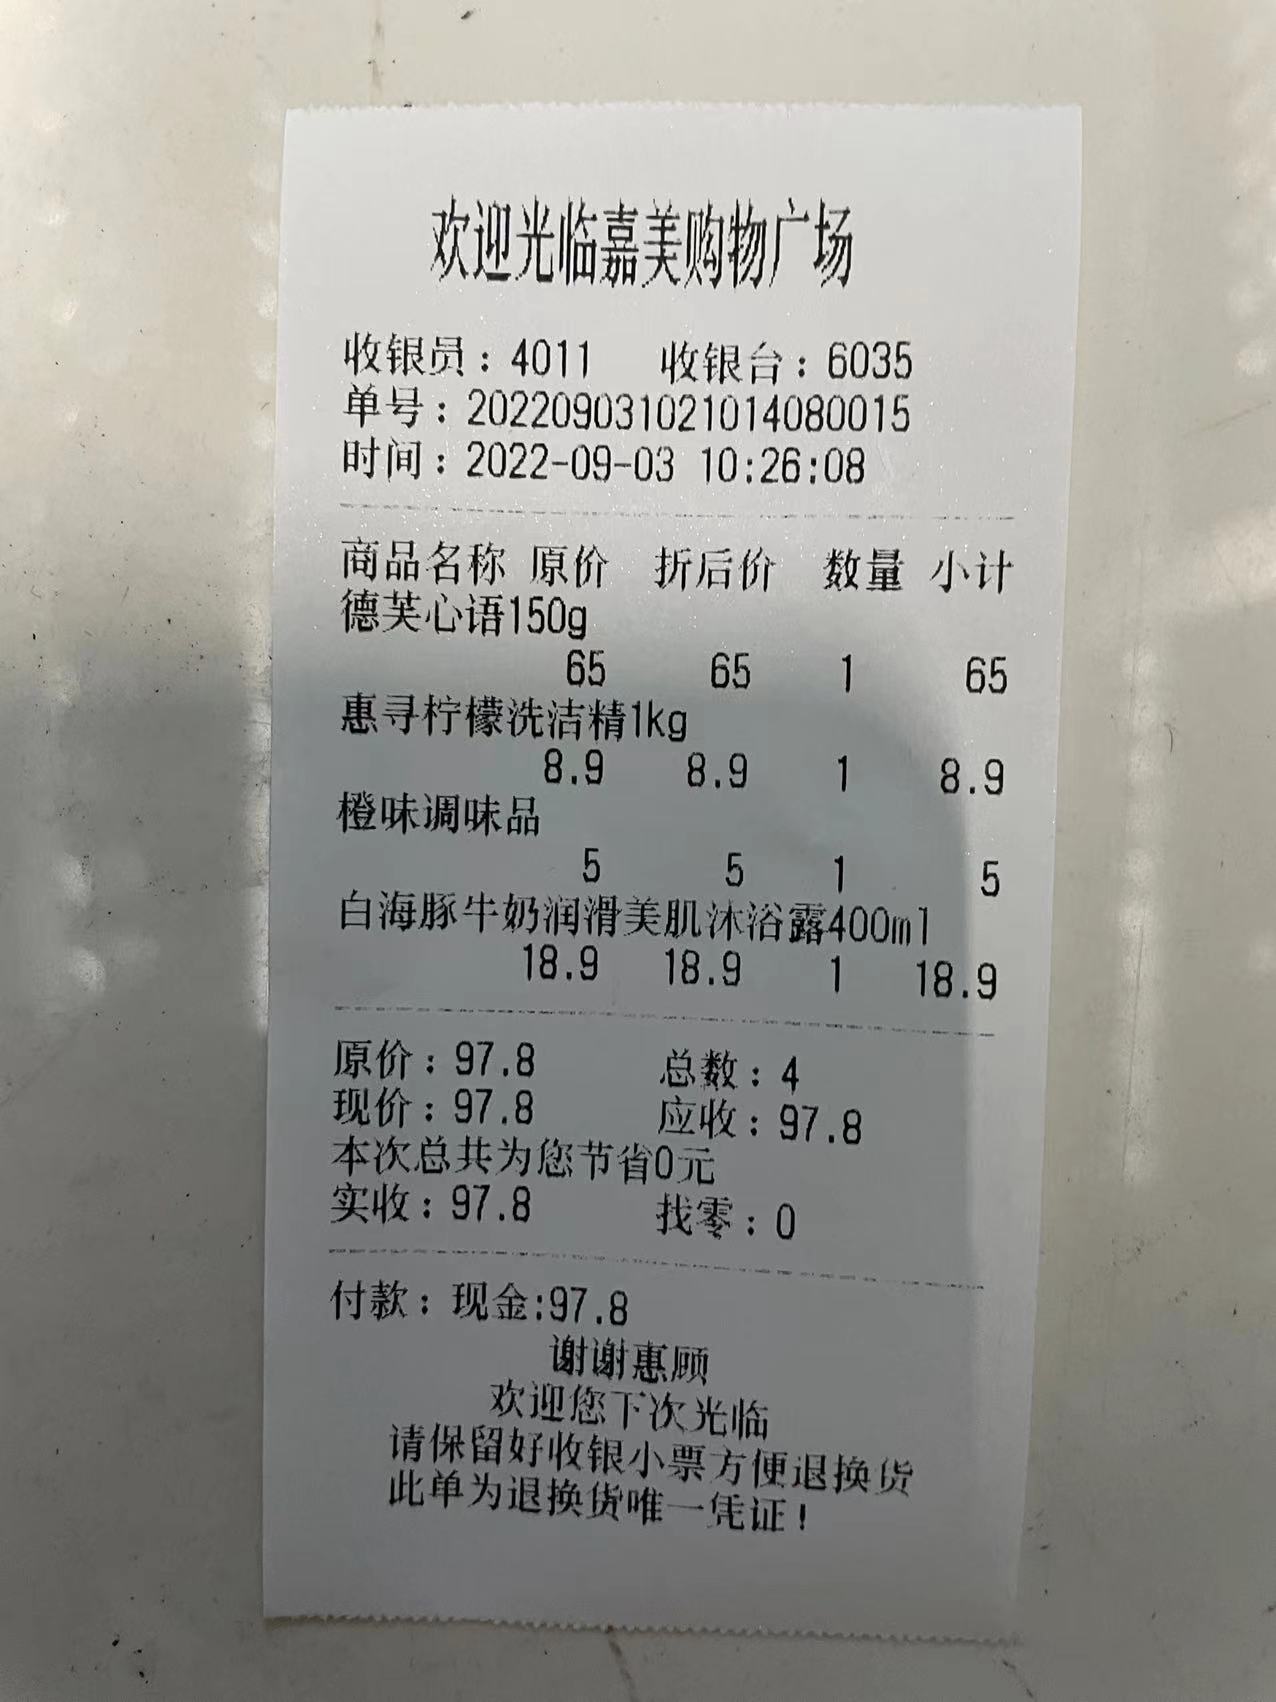 欢迎光临嘉美购物广场
收银员：4011 收银台：6035
单号：202209031021014080015
时间：2022-09-03 10:26:08
商品名称 原价 折后价 数量 小计
德芙心语150g
65 65 1 65
惠寻柠檬洗洁精1kg
8.9 8.9 1 8.9
橙味调味品
5 5 1 5
白海豚牛奶润滑美肌沐浴露400ml
18.9 18.9 1 18.9
原价：97.8 总数：4
现价：97.8 应收：97.8
本次总共为您节省0元
实收：97.8 找零：0
付款：现金:97.8
谢谢惠顾
欢迎您下次光临
请保留好收银小票方便退换货
此单为退换货唯一凭证！